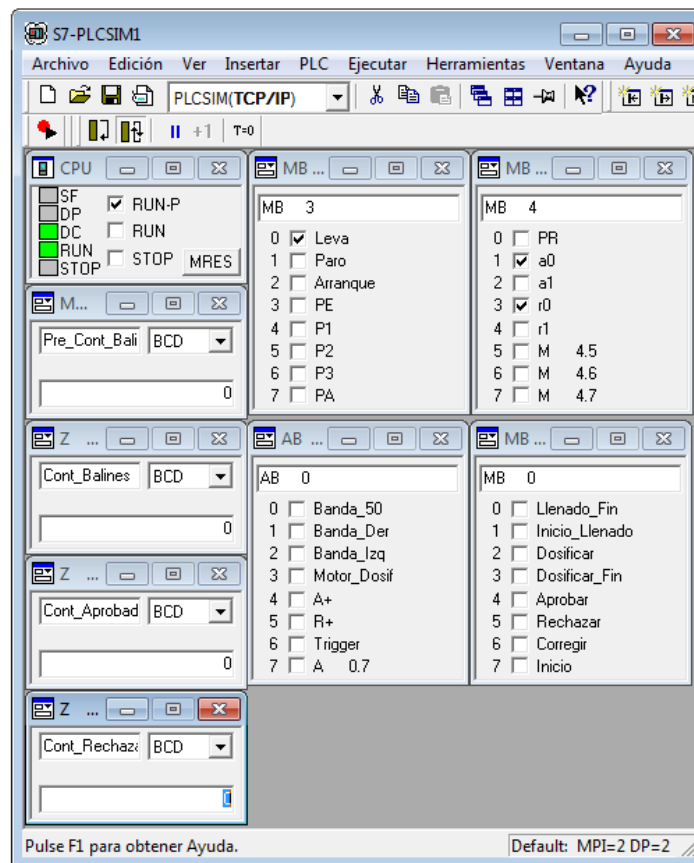 S7-PLCSIM1
Archivo Edición Ver Insertar PLC Ejecutar Herramientas Ventana Ayuda
PLCSIM(TCP/IP)
+1 T=0
CPU
SF
DP
DC
RUN
STOP
RUN-P
RUN
STOP
MRES
MB ...
MB 3
0 Leva
1 Paro
2 Arranque
3 PE
4 P1
5 P2
6 P3
7 PA
MB ...
MB 4
0 PR
1 a0
2 a1
3 r0
4 r1
5 M 4.5
6 M 4.6
7 M 4.7
M...
Pre_Cont_Bali BCD
0
Z ...
Cont_Balines BCD
0
AB ...
AB 0
0 Banda_50
1 Banda_Der
2 Banda_Izq
3 Motor_Dosif
4 A+
5 R+
6 Trigger
7 A 0.7
MB ...
MB 0
0 Llenado_Fin
1 Inicio_Llenado
2 Dosificar
3 Dosificar_Fin
4 Aprobar
5 Rechazar
6 Corregir
7 Inicio
Z ...
Cont_Aprobad BCD
0
Z ...
Cont_Rechaza BCD
0
Pulse F1 para obtener Ayuda.
Default: MPI=2 DP=2